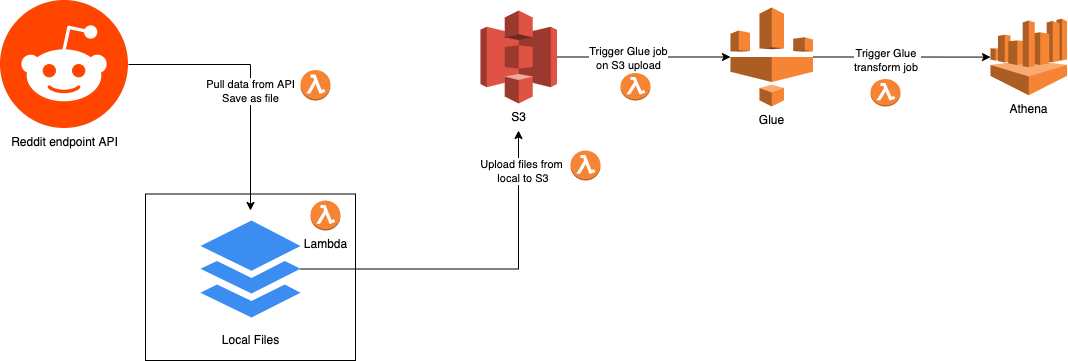 Reddit endpoint API
Pull data from API
Save as file
Lambda
Local Files
Upload files from
local to S3
S3
Trigger Glue job
on S3 upload
Glue
Trigger Glue
transform job
Athena